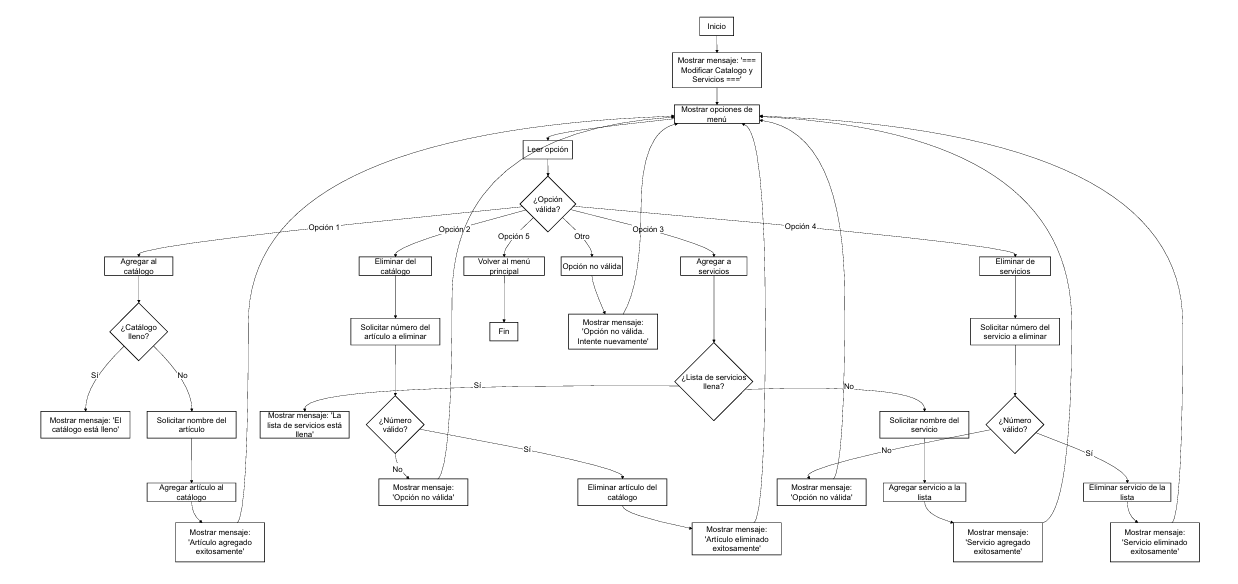 Inicio
Mostrar mensaje: '===
Modificar Catalogo y
Servicios ==='
Mostrar opciones de
menú
Leer opción
¿Opción
válida?
Opción 1
Opción 2
Opción 5
Otro
Opción 3
Opción 4
Agregar al
catálogo
Eliminar del
catálogo
Volver al menú
principal
Opción no válida
Agregar a
servicios
Eliminar de
servicios
¿Catálogo
lleno?
Solicitar número del
artículo a eliminar
Fin
Mostrar mensaje:
'Opción no válida.
Intente nuevamente'
Solicitar número del
servicio a eliminar
Sí
No
Sí
¿Lista de servicios
llena?
No
Mostrar mensaje: 'El
catálogo está lleno'
Solicitar nombre del
artículo
Mostrar mensaje: 'La
lista de servicios está
llena'
¿Número
válido?
Solicitar nombre del
servicio
¿Número
válido?
No
Sí
No
Sí
Agregar artículo al
catálogo
Mostrar mensaje:
'Opción no válida'
Eliminar artículo del
catálogo
Mostrar mensaje:
'Opción no válida'
Agregar servicio a la
lista
Eliminar servicio de la
lista
Mostrar mensaje:
'Artículo agregado
exitosamente'
Mostrar mensaje:
'Artículo eliminado
exitosamente'
Mostrar mensaje:
'Servicio agregado
exitosamente'
Mostrar mensaje:
'Servicio eliminado
exitosamente'